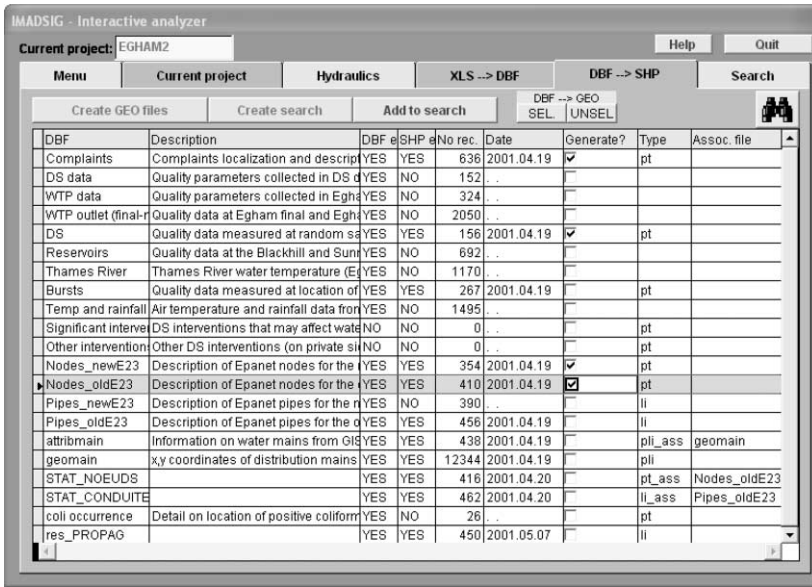 IMADSIG - Interactive analyzer
Current project: EGHAM2 Help Quit
Menu Current project Hydraulics XLS --> DBF DBF --> SHP Search
Create GEO files Create search Add to search DBF --> GEO
SEL. UNSEL
DBF Description DBF e SHP e No rec. Date Generate? Type Assoc. file
Complaints Complaints localization and descript YES YES 636 2001.04.19 pt
DS data Quality parameters collected in DS d YES NO 152 . .
WTP data Quality parameters collected in Egha YES NO 324 . .
WTP outlet (final-r Quality data at Egham final and Egha YES NO 2050 . .
DS Quality data measured at random sa YES YES 156 2001.04.19 pt
Reservoirs Quality data at the Blackhill and Sunn YES NO 692 . .
Thames River Thames River water temperature (Eg YES NO 1170 . .
Bursts Quality data measured at location of YES YES 267 2001.04.19 pt
Temp and rainfall Air temperature and rainfall data from YES NO 1495 . .
Significant interver DS interventions that may affect wate NO NO 0 . . pt
Other intervention Other DS interventions (on private si NO NO 0 . . pt
Nodes_newE23 Description of Epanet nodes for the n YES YES 354 2001.04.19 pt
Nodes_oldE23 Description of Epanet nodes for the o YES YES 410 2001.04.19 pt
Pipes_newE23 Description of Epanet pipes for the n YES NO 390 . . li
Pipes_oldE23 Description of Epanet pipes for the o YES YES 456 2001.04.19 li
attribmain Information on water mains from GIS YES YES 438 2001.04.19 pli_ass geomain
geomain x,y coordinates of distribution mains YES YES 12344 2001.04.19 pli
STAT_NOEUDS YES YES 416 2001.04.20 pt_ass Nodes_oldE23
STAT_CONDUITE YES YES 462 2001.04.20 li_ass Pipes_oldE23
coli occurrence Detail on location of positive coliform YES NO 26 . . pt
res_PROPAG YES YES 450 2001.05.07 li